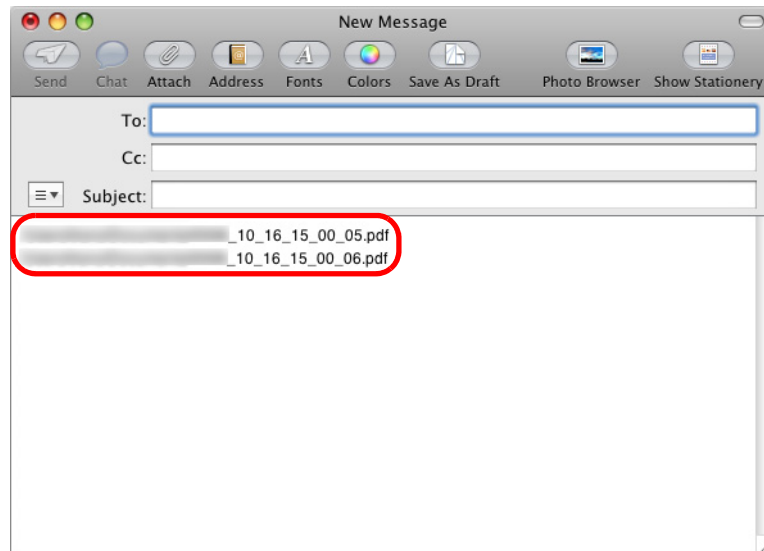 New Message
Send Chat Attach Address Fonts Colors Save As Draft Photo Browser Show Stationery
To:
Cc:
Subject:
_10_16_15_00_05.pdf
_10_16_15_00_06.pdf